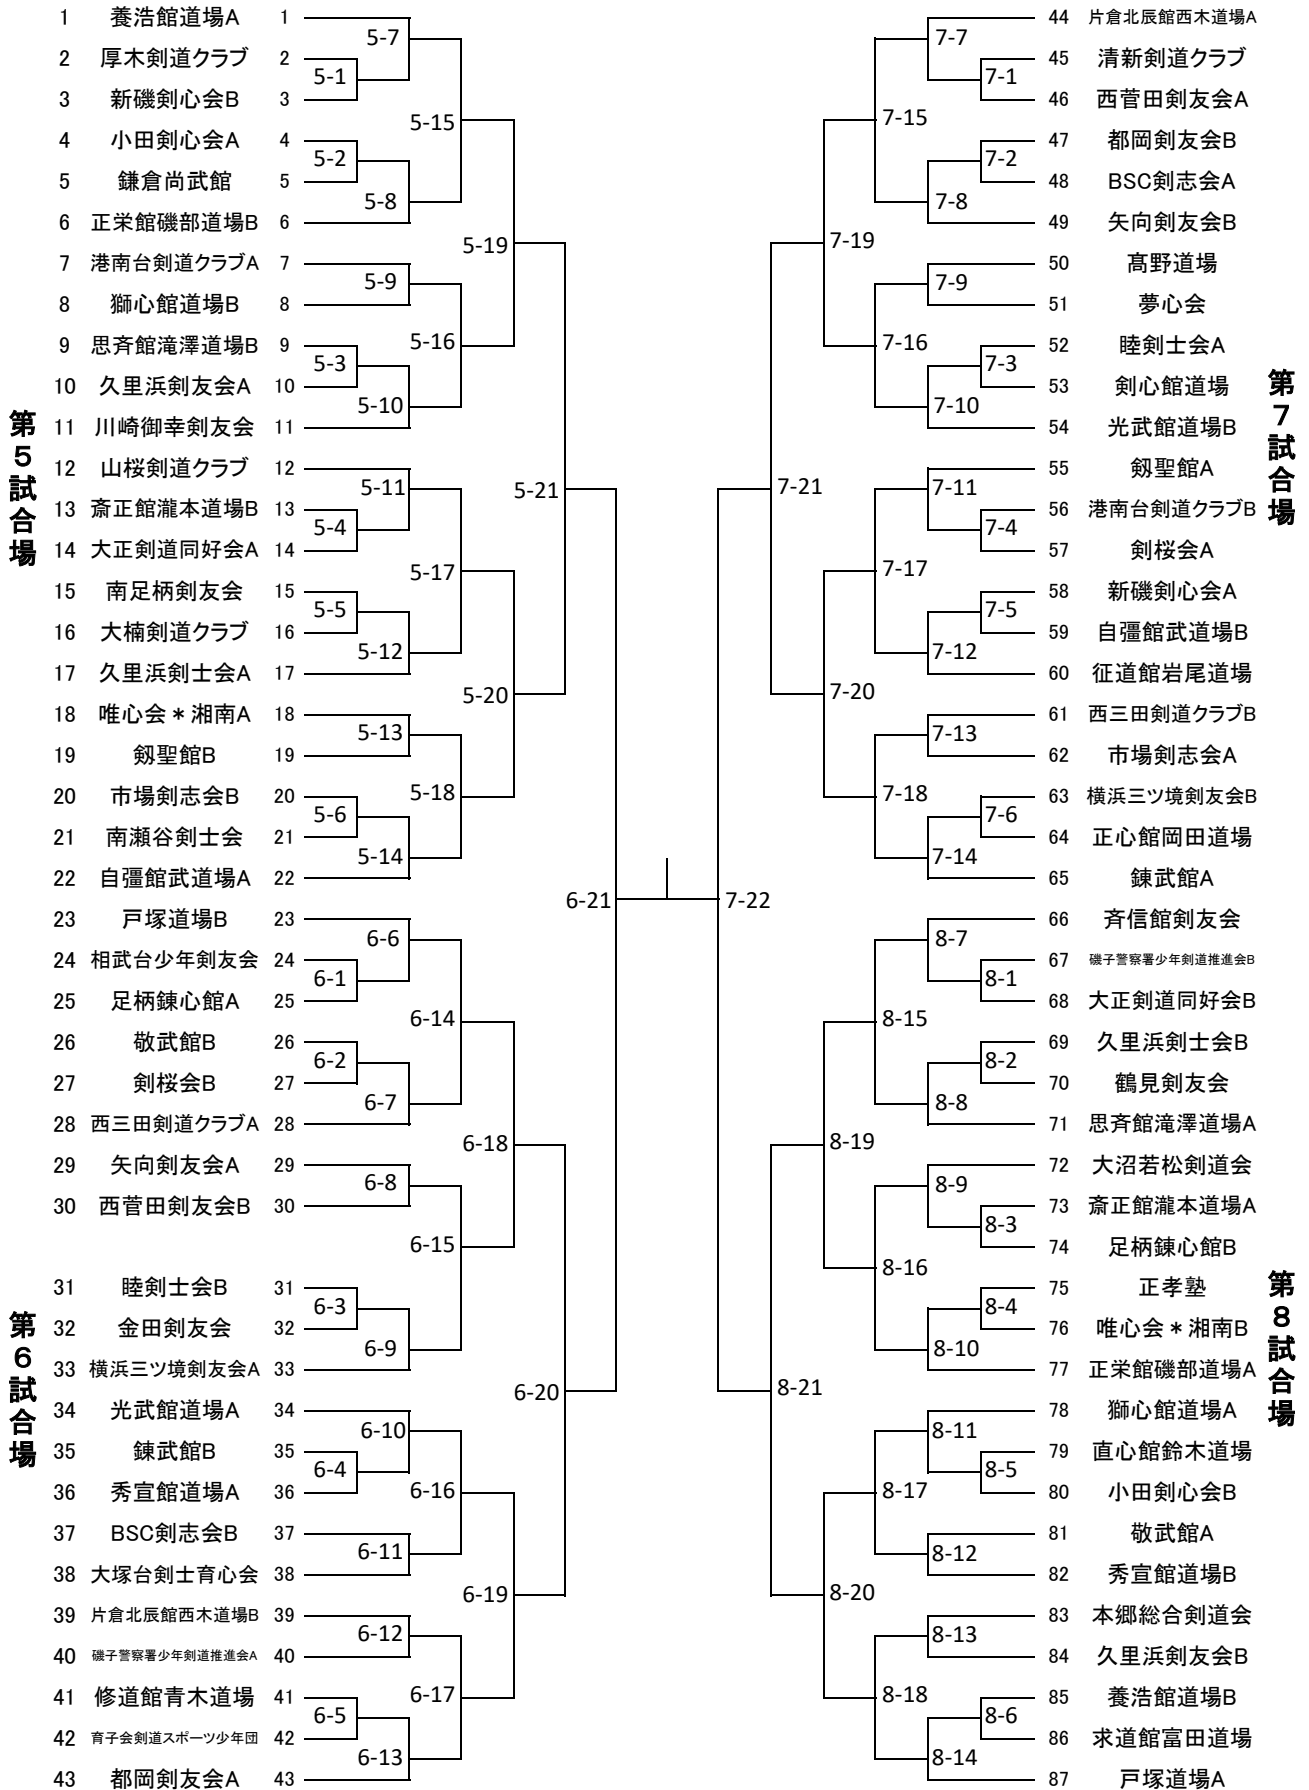 第5試合場
1 養浩館道場A 1
2 厚木剣道クラブ 2
3 新磯剣心会B 3
4 小田剣心会A 4
5 鎌倉尚武館 5
6 正栄館磯部道場B 6
7 港南台剣道クラブA 7
8 獅心館道場B 8
9 思斉館滝澤道場B 9
10 久里浜剣友会A 10
11 川崎御幸剣友会 11
12 山桜剣道クラブ 12
13 斎正館瀧本道場B 13
14 大正剣道同好会A 14
15 南足柄剣友会 15
16 大楠剣道クラブ 16
17 久里浜剣士会A 17
18 唯心会*湘南A 18
19 剱聖館B 19
20 市場剣志会B 20
21 南瀬谷剣士会 21
22 自彊館武道場A 22
5-1
5-2
5-3
5-4
5-5
5-6
5-7
5-8
5-9
5-10
5-11
5-12
5-13
5-14
5-15
5-16
5-17
5-18
5-19
5-20
5-21
第6試合場
23 戸塚道場B 23
24 相武台少年剣友会 24
25 足柄錬心館A 25
26 敬武館B 26
27 剣桜会B 27
28 西三田剣道クラブA 28
29 矢向剣友会A 29
30 西菅田剣友会B 30
31 睦剣士会B 31
32 金田剣友会 32
33 横浜三ツ境剣友会A 33
34 光武館道場A 34
35 錬武館B 35
36 秀宣館道場A 36
37 BSC剣志会B 37
38 大塚台剣士育心会 38
39 片倉北辰館西木道場B 39
40 磯子警察署少年剣道推進会A 40
41 修道館青木道場 41
42 育子会剣道スポーツ少年団 42
43 都岡剣友会A 43
6-1
6-2
6-3
6-4
6-5
6-6
6-7
6-8
6-9
6-10
6-11
6-12
6-13
6-14
6-15
6-16
6-17
6-18
6-19
6-20
6-21
7-22
第7試合場
44 片倉北辰館西木道場A
45 清新剣道クラブ
46 西菅田剣友会A
47 都岡剣友会B
48 BSC剣志会A
49 矢向剣友会B
50 髙野道場
51 夢心会
52 睦剣士会A
53 剣心館道場
54 光武館道場B
55 剱聖館A
56 港南台剣道クラブB
57 剣桜会A
58 新磯剣心会A
59 自彊館武道場B
60 征道館岩尾道場
61 西三田剣道クラブB
62 市場剣志会A
63 横浜三ツ境剣友会B
64 正心館岡田道場
65 錬武館A
7-1
7-2
7-3
7-4
7-5
7-6
7-7
7-8
7-9
7-10
7-11
7-12
7-13
7-14
7-15
7-16
7-17
7-18
7-19
7-20
7-21
第8試合場
66 斉信館剣友会
67 磯子警察署少年剣道推進会B
68 大正剣道同好会B
69 久里浜剣士会B
70 鶴見剣友会
71 思斉館滝澤道場A
72 大沼若松剣道会
73 斎正館瀧本道場A
74 足柄錬心館B
75 正孝塾
76 唯心会*湘南B
77 正栄館磯部道場A
78 獅心館道場A
79 直心館鈴木道場
80 小田剣心会B
81 敬武館A
82 秀宣館道場B
83 本郷総合剣道会
84 久里浜剣友会B
85 養浩館道場B
86 求道館富田道場
87 戸塚道場A
8-1
8-2
8-3
8-4
8-5
8-6
8-7
8-8
8-9
8-10
8-11
8-12
8-13
8-14
8-15
8-16
8-17
8-18
8-19
8-20
8-21